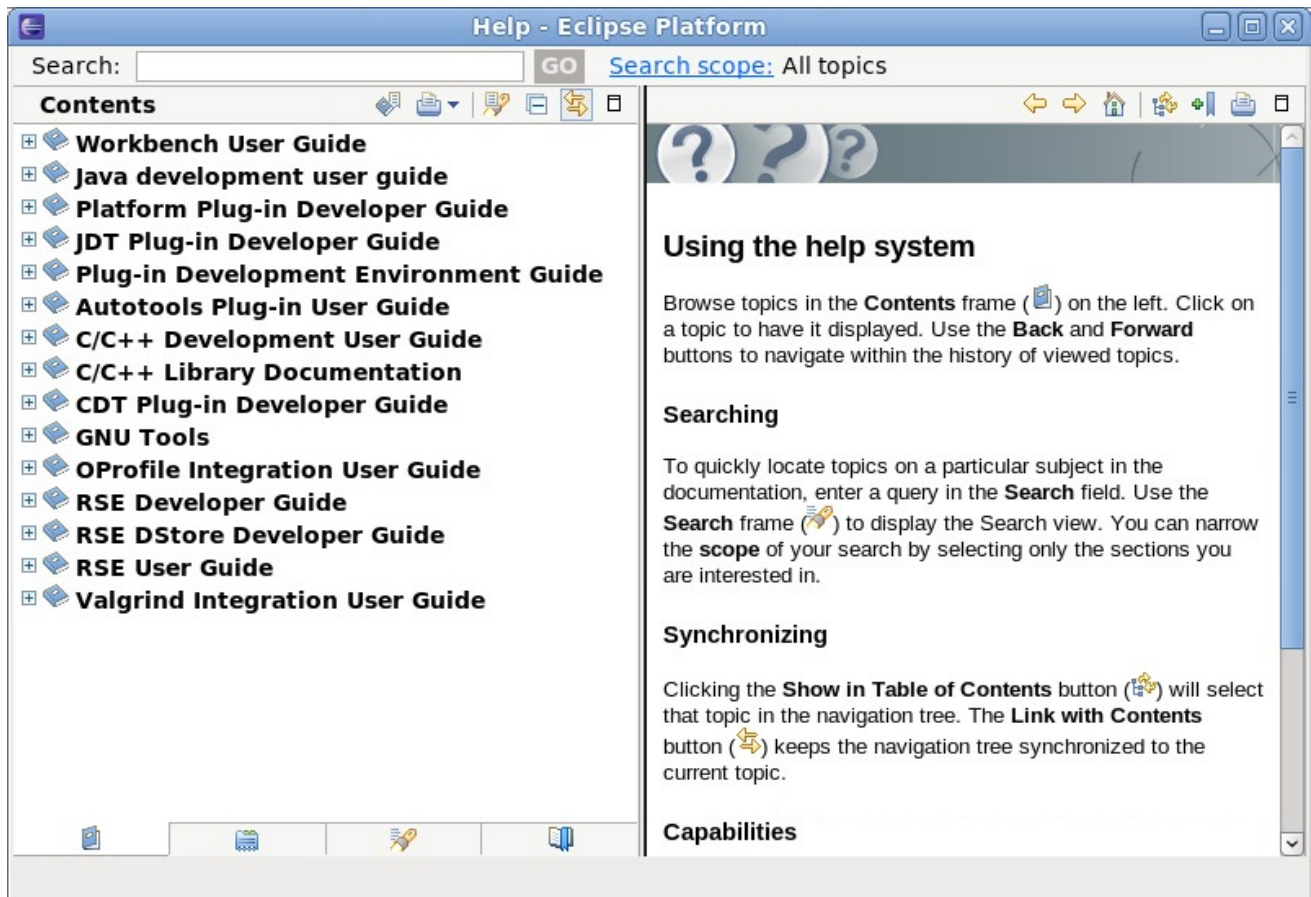 Help - Eclipse Platform
Search:
GO
Search scope: All topics
Contents
Workbench User Guide
Java development user guide
Platform Plug-in Developer Guide
JDT Plug-in Developer Guide
Plug-in Development Environment Guide
Autotools Plug-in User Guide
C/C++ Development User Guide
C/C++ Library Documentation
CDT Plug-in Developer Guide
GNU Tools
OProfile Integration User Guide
RSE Developer Guide
RSE DStore Developer Guide
RSE User Guide
Valgrind Integration User Guide
Using the help system
Browse topics in the Contents frame ( ) on the left. Click on
a topic to have it displayed. Use the Back and Forward
buttons to navigate within the history of viewed topics.
Searching
To quickly locate topics on a particular subject in the
documentation, enter a query in the Search field. Use the
Search frame ( ) to display the Search view. You can narrow
the scope of your search by selecting only the sections you
are interested in.
Synchronizing
Clicking the Show in Table of Contents button ( ) will select
that topic in the navigation tree. The Link with Contents
button ( ) keeps the navigation tree synchronized to the
current topic.
Capabilities